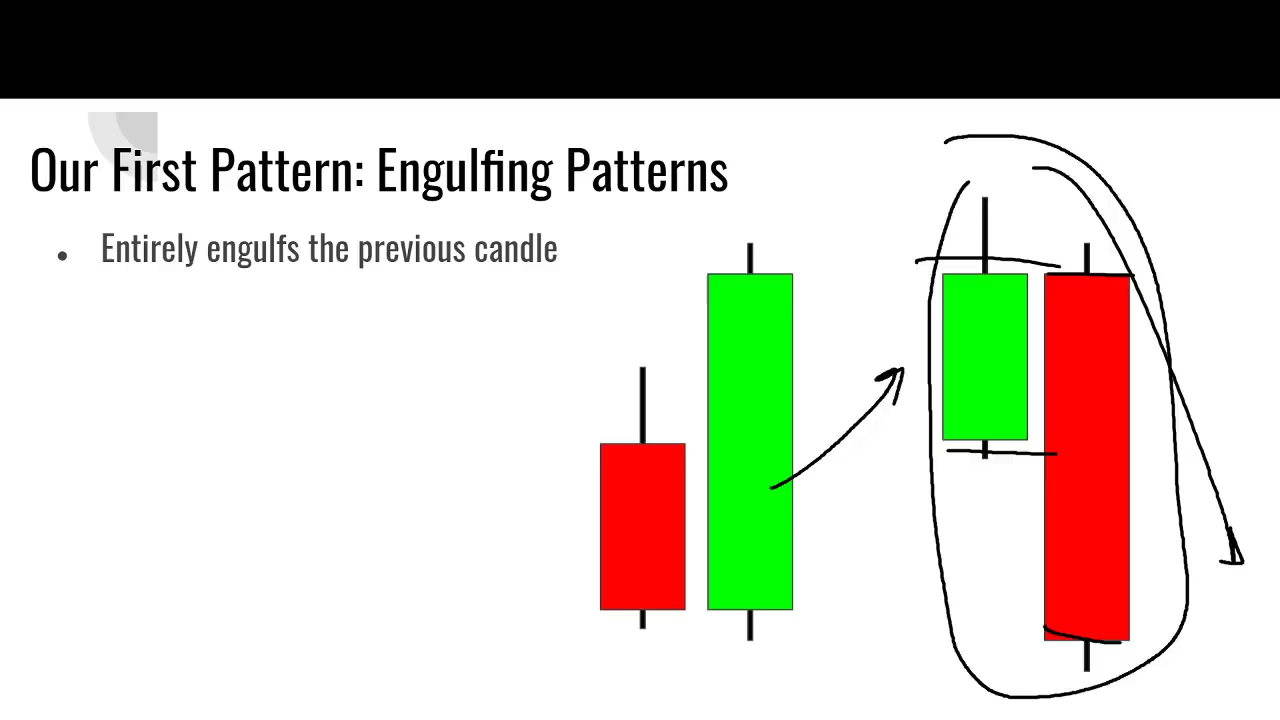 Our First Pattern: Engulfing Patterns
● Entirely engulfs the previous candle